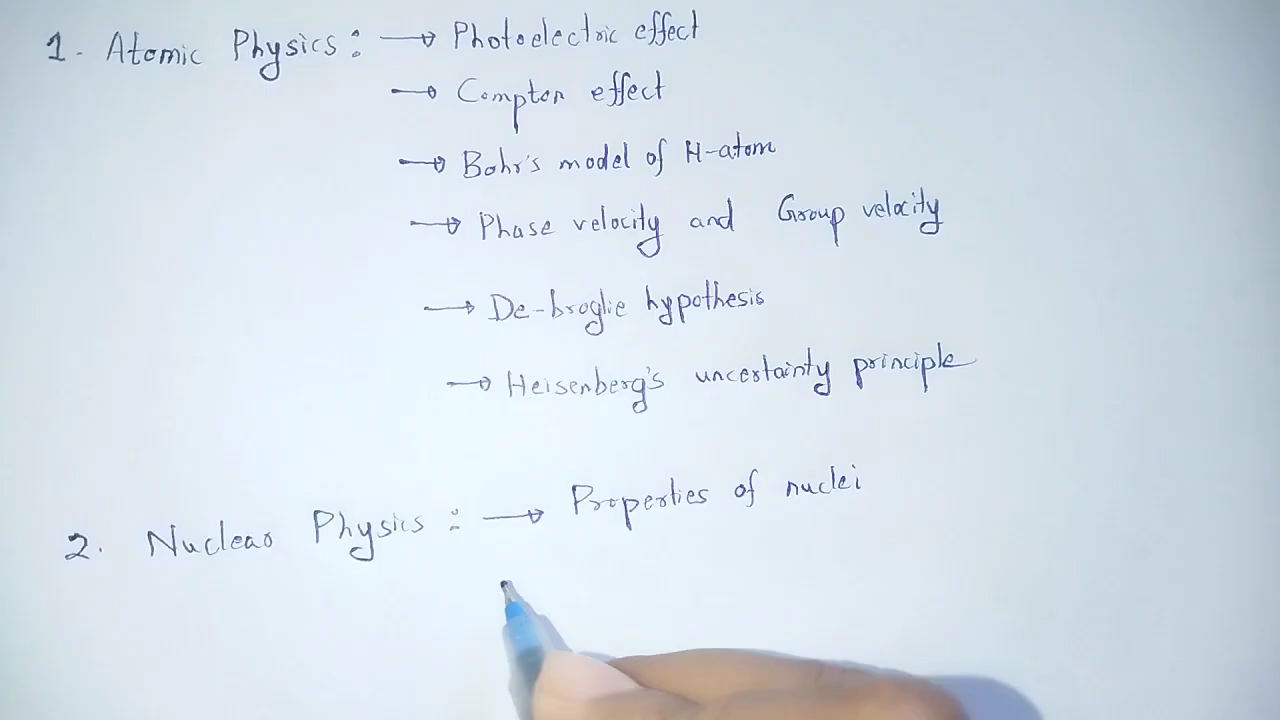 1. Atomic Physics : → Photoelectric effect
→ Compton effect
→ Bohr's model of H-atom
→ Phase velocity and Group velocity
→ De-broglie hypothesis
→ Heisenberg's uncertainty principle
2. Nuclear Physics : → Properties of nuclei